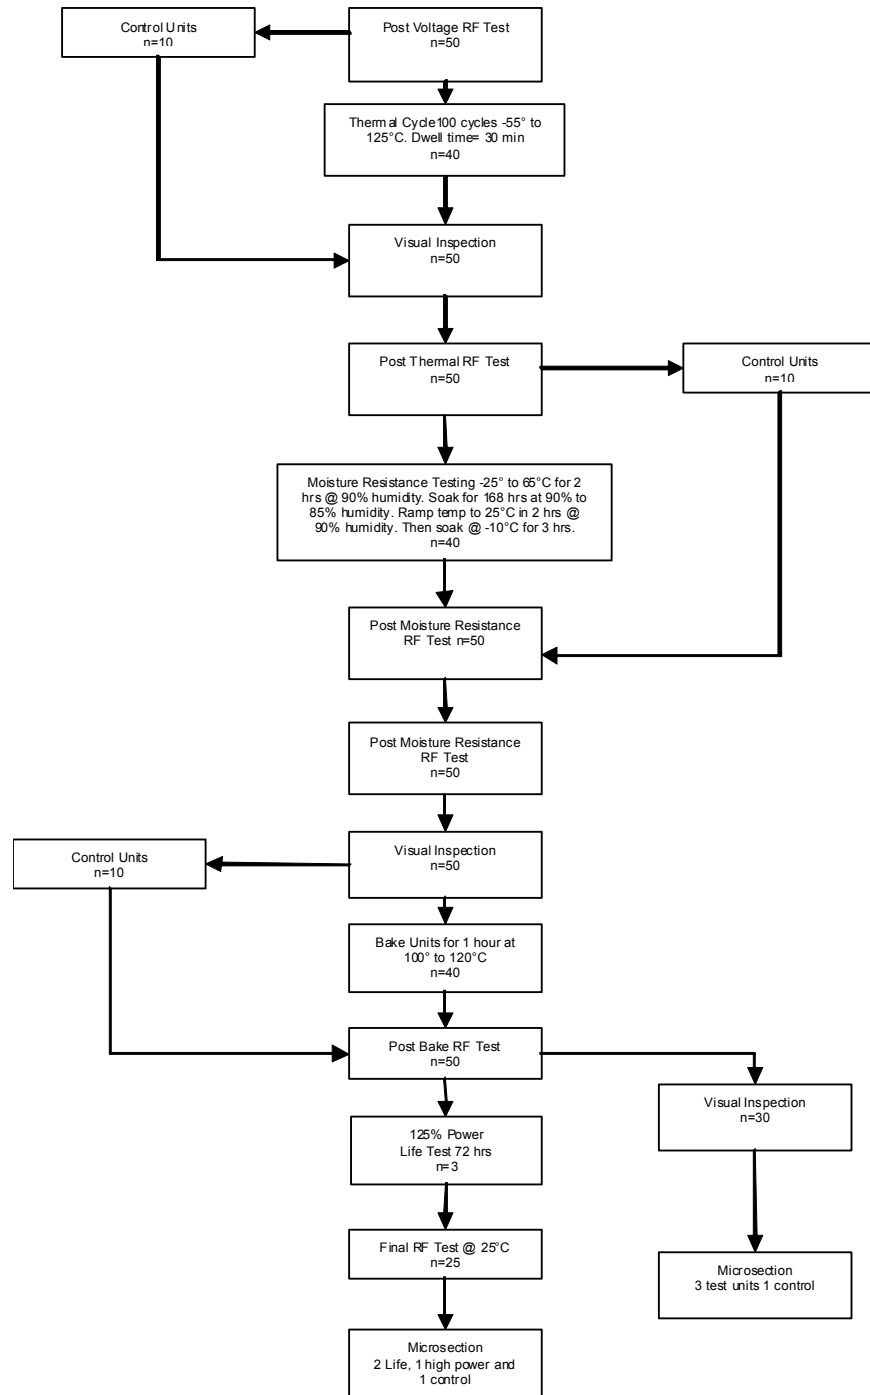 Control Units
n=10
Post Voltage RF Test
n=50
Thermal Cycle100 cycles -55° to
125°C. Dwell time= 30 min
n=40
Visual Inspection
n=50
Post Thermal RF Test
n=50
Control Units
n=10
Moisture Resistance Testing -25° to 65°C for 2
hrs @ 90% humidity. Soak for 168 hrs at 90% to
85% humidity. Ramp temp to 25°C in 2 hrs @
90% humidity. Then soak @ -10°C for 3 hrs.
n=40
Post Moisture Resistance
RF Test n=50
Post Moisture Resistance
RF Test
n=50
Visual Inspection
n=50
Control Units
n=10
Bake Units for 1 hour at
100° to 120°C
n=40
Post Bake RF Test
n=50
Visual Inspection
n=30
125% Power
Life Test 72 hrs
n=3
Final RF Test @ 25°C
n=25
Microsection
3 test units 1 control
Microsection
2 Life, 1 high power and
1 control